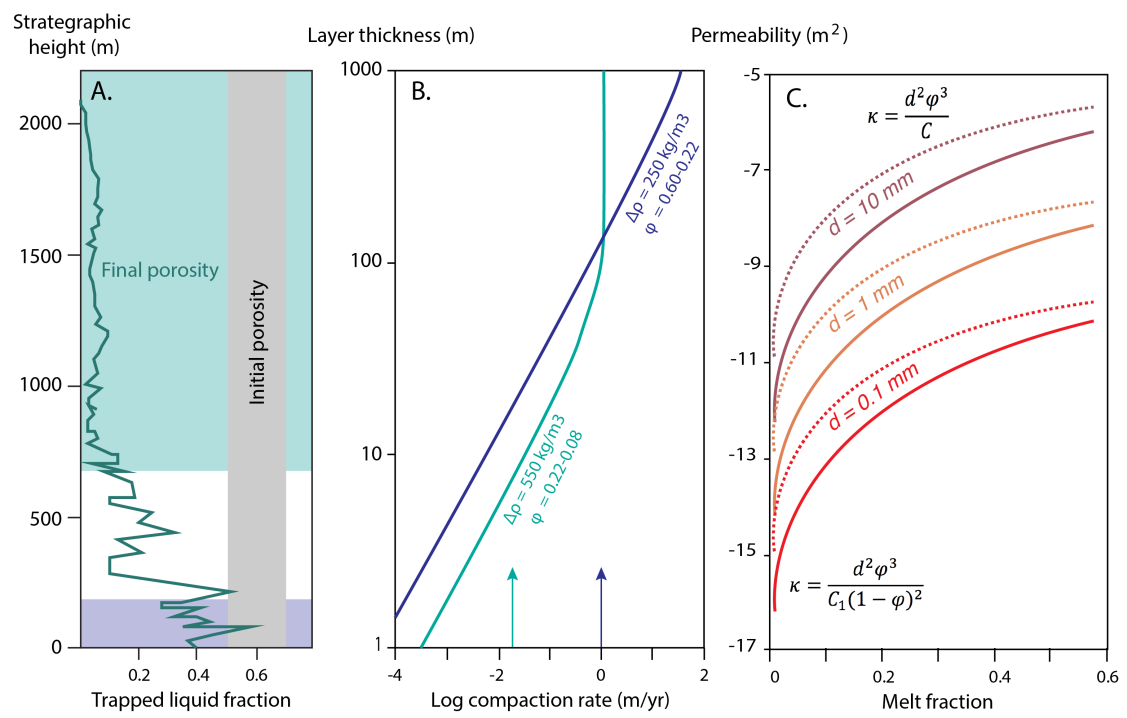 Strategraphic
height (m)
A.
2000
1500
1000
500
0
Final porosity
Initial porosity
0.2
0.4
0.6
Trapped liquid fraction
Layer thickness (m)
B.
1000
100
10
1
Δρ = 250 kg/m3
φ = 0.60-0.22
Δρ = 550 kg/m3
φ = 0.22-0.08
-4
-2
0
2
Log compaction rate (m/yr)
Permeability (m²)
C.
-5
-7
-9
-11
-13
-15
-17
κ = d²φ³ / C
d = 10 mm
d = 1 mm
d = 0.1 mm
κ = d²φ³ / C₁(1 − φ)²
0
0.2
0.4
0.6
Melt fraction